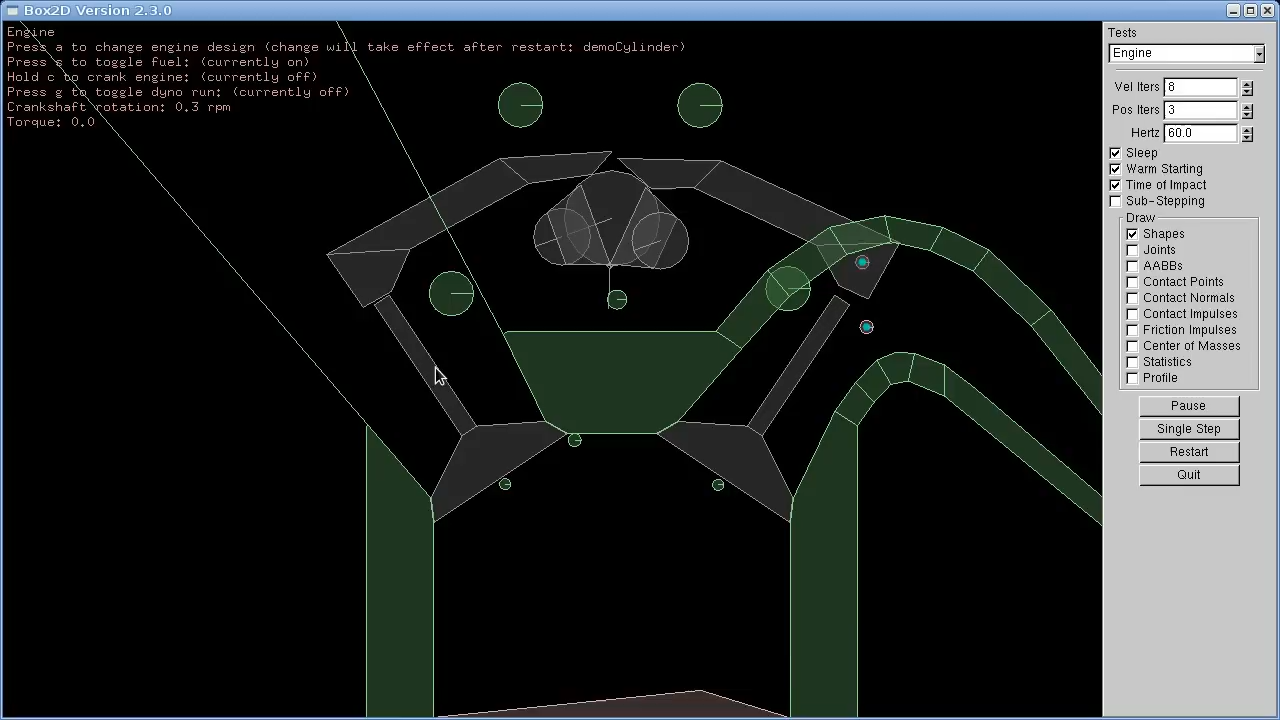 Box2D Version 2.3.0
Engine
Press a to change engine design (change will take effect after restart: demoCylinder)
Press s to toggle fuel: (currently on)
Hold c to crank engine: (currently off)
Press g to toggle dyno run: (currently off)
Crankshaft rotation: 0.3 rpm
Torque: 0.0
Tests
Engine
Vel Iters 8
Pos Iters 3
Hertz 60.0
Sleep
Warm Starting
Time of Impact
Sub-Stepping
Draw
Shapes
Joints
AABBs
Contact Points
Contact Normals
Contact Impulses
Friction Impulses
Center of Masses
Statistics
Profile
Pause
Single Step
Restart
Quit